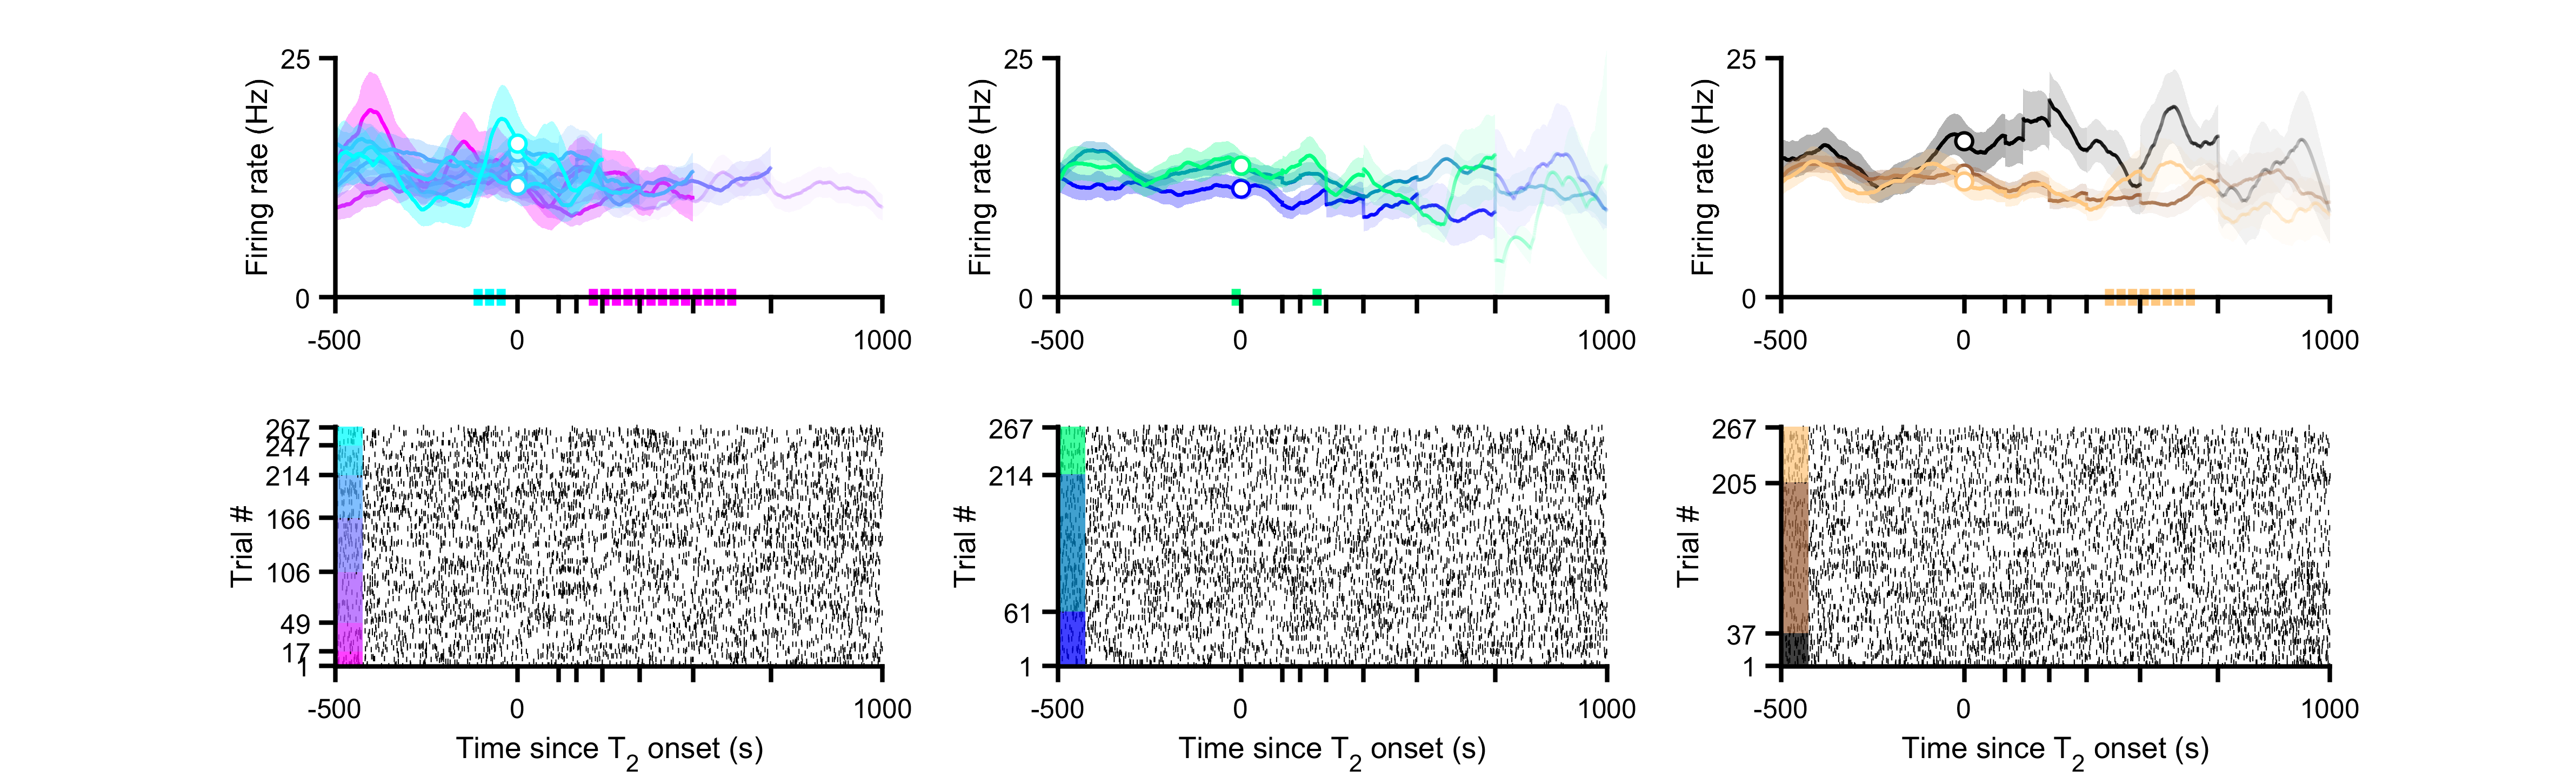 25
Firing rate (Hz)
0
-500 0 1000
25
Firing rate (Hz)
0
-500 0 1000
25
Firing rate (Hz)
0
-500 0 1000
267
247
214
166
106
49
17
1
Trial #
-500 0 1000
Time since T2 onset (s)
267
214
61
1
Trial #
-500 0 1000
Time since T2 onset (s)
267
205
37
1
Trial #
-500 0 1000
Time since T2 onset (s)